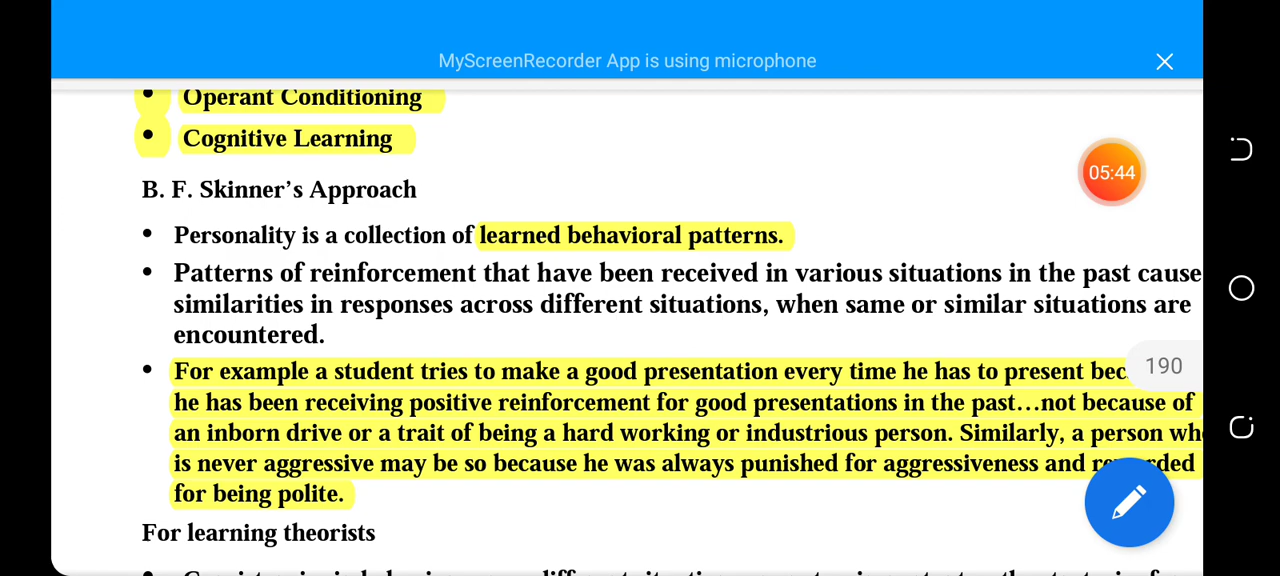 MyScreenRecorder App is using microphone
• Operant Conditioning
• Cognitive Learning
05:44
B. F. Skinner's Approach
• Personality is a collection of learned behavioral patterns.
• Patterns of reinforcement that have been received in various situations in the past cause
similarities in responses across different situations, when same or similar situations are
encountered.
190
• For example a student tries to make a good presentation every time he has to present
he has been receiving positive reinforcement for good presentations in the past...not because of
an inborn drive or a trait of being a hard working or industrious person. Similarly, a person
is never aggressive may be so because he was always punished for aggressiveness and
for being polite.
For learning theorists